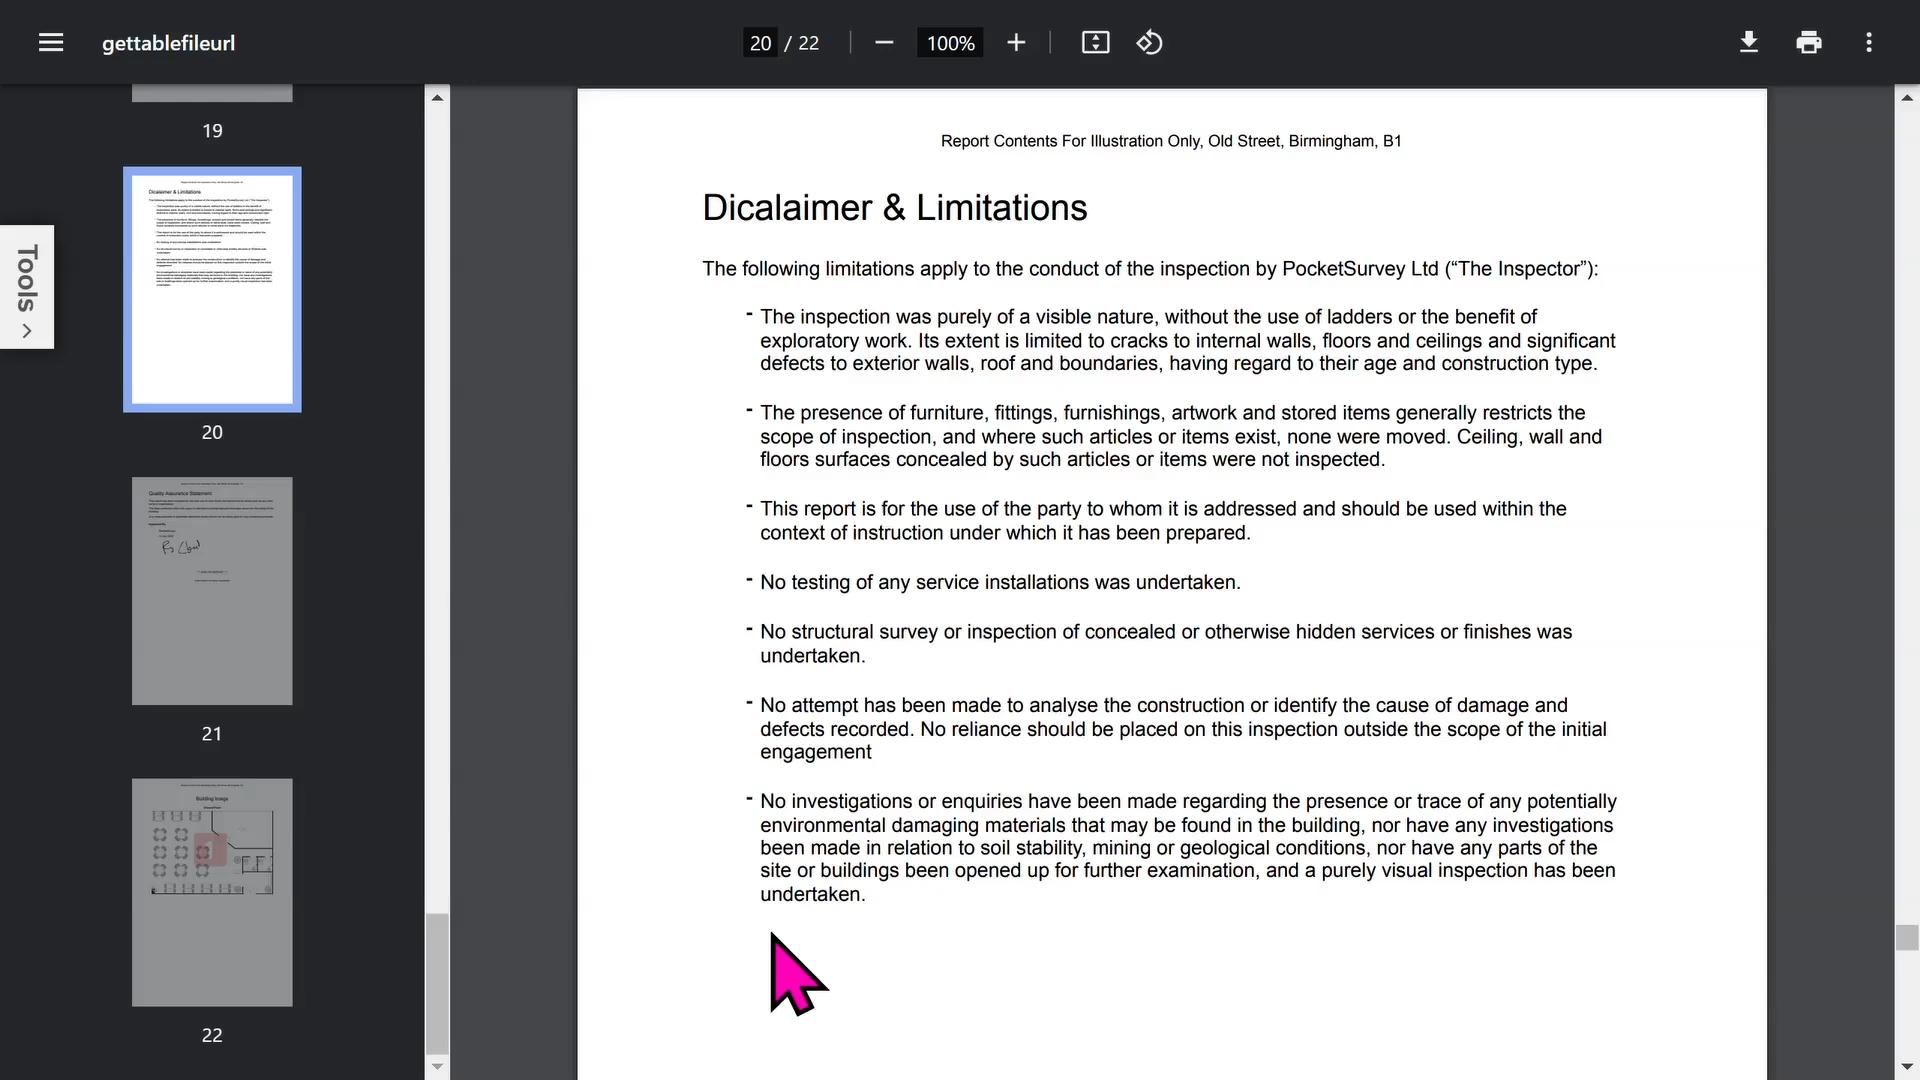 gettablefileurl
20 / 22
100%
Tools
19
20
Quality Assurance Statement
21
Building Image
22
Report Contents For Illustration Only, Old Street, Birmingham, B1
Dicalaimer & Limitations
The following limitations apply to the conduct of the inspection by PocketSurvey Ltd (“The Inspector”):
- The inspection was purely of a visible nature, without the use of ladders or the benefit of
exploratory work. Its extent is limited to cracks to internal walls, floors and ceilings and significant
defects to exterior walls, roof and boundaries, having regard to their age and construction type.
- The presence of furniture, fittings, furnishings, artwork and stored items generally restricts the
scope of inspection, and where such articles or items exist, none were moved. Ceiling, wall and
floors surfaces concealed by such articles or items were not inspected.
- This report is for the use of the party to whom it is addressed and should be used within the
context of instruction under which it has been prepared.
- No testing of any service installations was undertaken.
- No structural survey or inspection of concealed or otherwise hidden services or finishes was
undertaken.
- No attempt has been made to analyse the construction or identify the cause of damage and
defects recorded. No reliance should be placed on this inspection outside the scope of the initial
engagement
- No investigations or enquiries have been made regarding the presence or trace of any potentially
environmental damaging materials that may be found in the building, nor have any investigations
been made in relation to soil stability, mining or geological conditions, nor have any parts of the
site or buildings been opened up for further examination, and a purely visual inspection has been
undertaken.